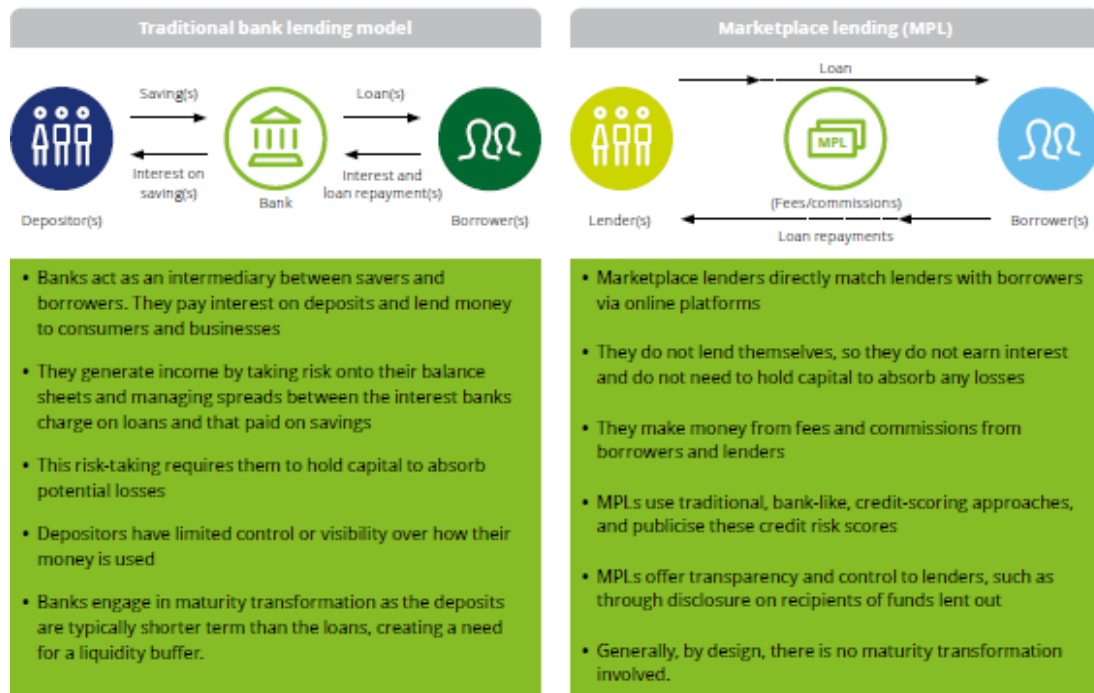 Traditional bank lending model
Saving(s)
Loan(s)
Interest on
saving(s)
Interest and
loan repayment(s)
Bank
Depositor(s)
Borrower(s)
• Banks act as an intermediary between savers and
borrowers. They pay interest on deposits and lend money
to consumers and businesses
• They generate income by taking risk onto their balance
sheets and managing spreads between the interest banks
charge on loans and that paid on savings
• This risk-taking requires them to hold capital to absorb
potential losses
• Depositors have limited control or visibility over how their
money is used
• Banks engage in maturity transformation as the deposits
are typically shorter term than the loans, creating a need
for a liquidity buffer.
Marketplace lending (MPL)
Loan
MPL
(Fees/commissions)
Lender(s)
Borrower(s)
Loan repayments
• Marketplace lenders directly match lenders with borrowers
via online platforms
• They do not lend themselves, so they do not earn interest
and do not need to hold capital to absorb any losses
• They make money from fees and commissions from
borrowers and lenders
• MPLs use traditional, bank-like, credit-scoring approaches,
and publicise these credit risk scores
• MPLs offer transparency and control to lenders, such as
through disclosure on recipients of funds lent out
• Generally, by design, there is no maturity transformation
involved.